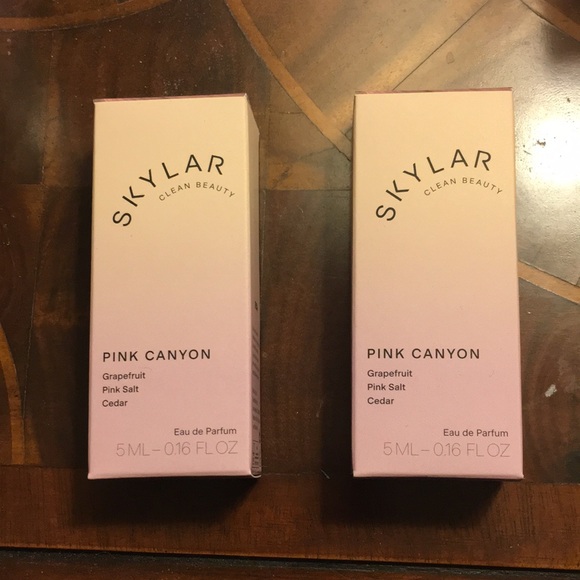 SKYLAR
CLEAN BEAUTY
PINK CANYON
Grapefruit
Pink Salt
Cedar
Eau de Parfum
5 ML – 0.16 FL OZ
SKYLAR
CLEAN BEAUTY
PINK CANYON
Grapefruit
Pink Salt
Cedar
Eau de Parfum
5 ML – 0.16 FL OZ